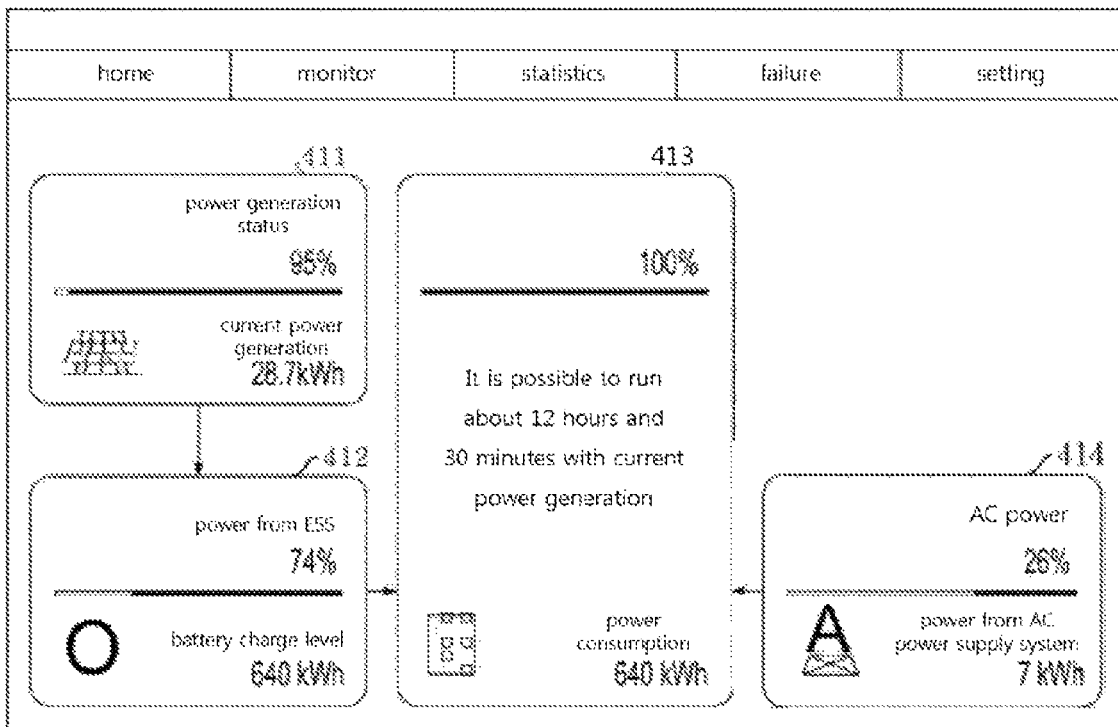 home monitor statistics failure setting
411
power generation
status
95%
current power
generation
28.7kWh
412
power from ESS
74%
battery charge level
640 kWh
413
100%
It is possible to run
about 12 hours and
30 minutes with current
power generation
power
consumption
640 kWh
414
AC power
26%
power from AC
power supply system
7 kWh